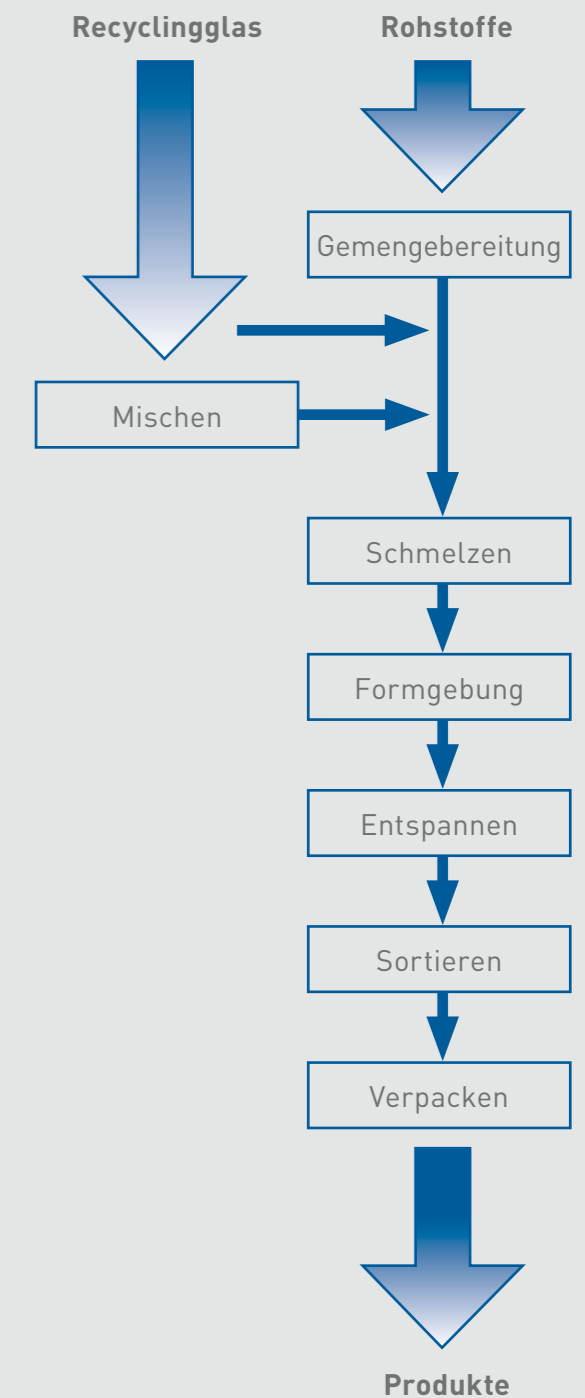 Recyclingglas
Rohstoffe
Gemengebereitung
Mischen
Schmelzen
Formgebung
Entspannen
Sortieren
Verpacken
Produkte